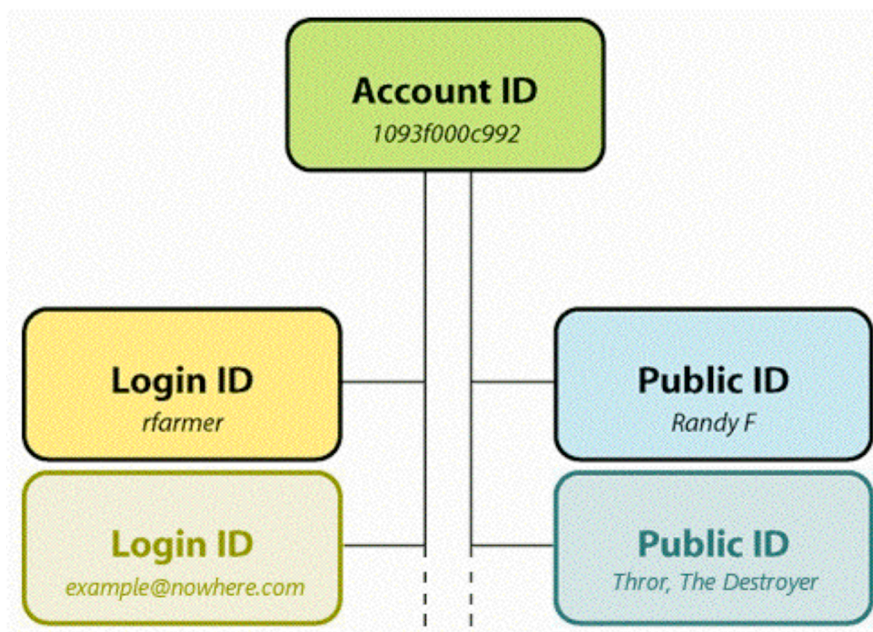 Account ID
1093f000c992
Login ID
rfarmer
Public ID
Randy F
Login ID
example@nowhere.com
Public ID
Thror, The Destroyer